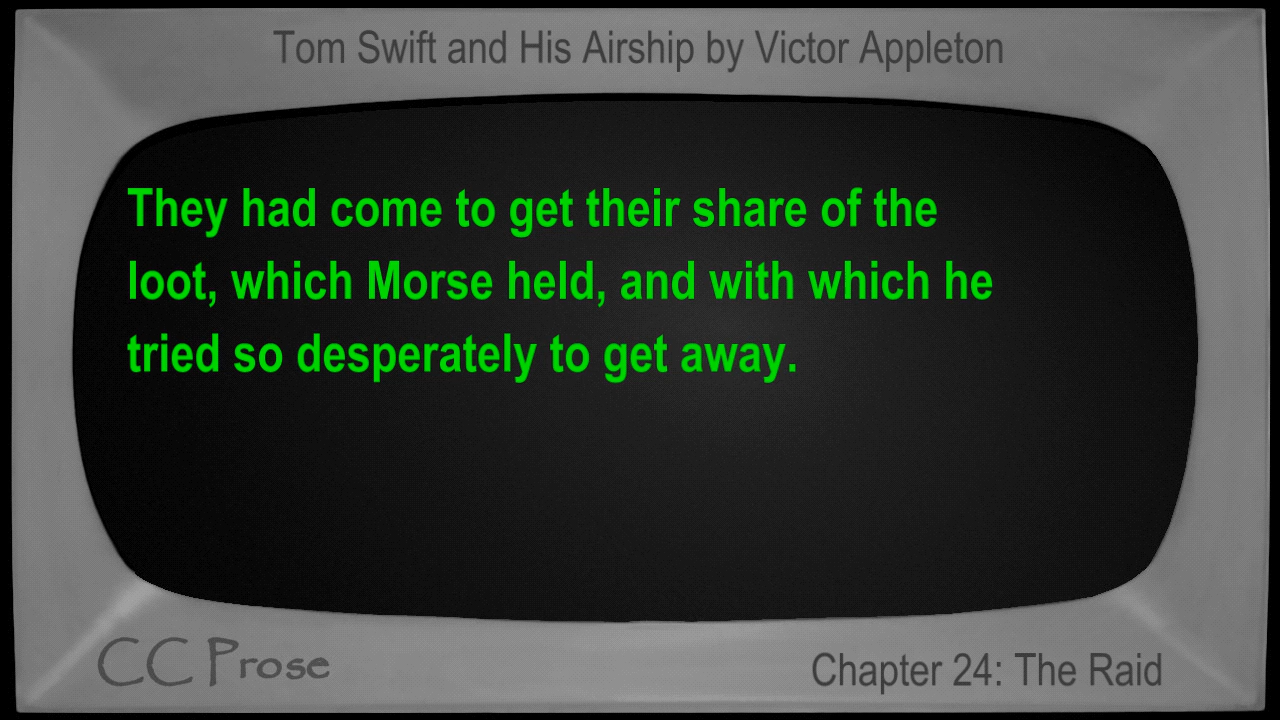 Tom Swift and His Airship by Victor Appleton
They had come to get their share of the
loot, which Morse held, and with which he
tried so desperately to get away.
CC Prose
Chapter 24: The Raid